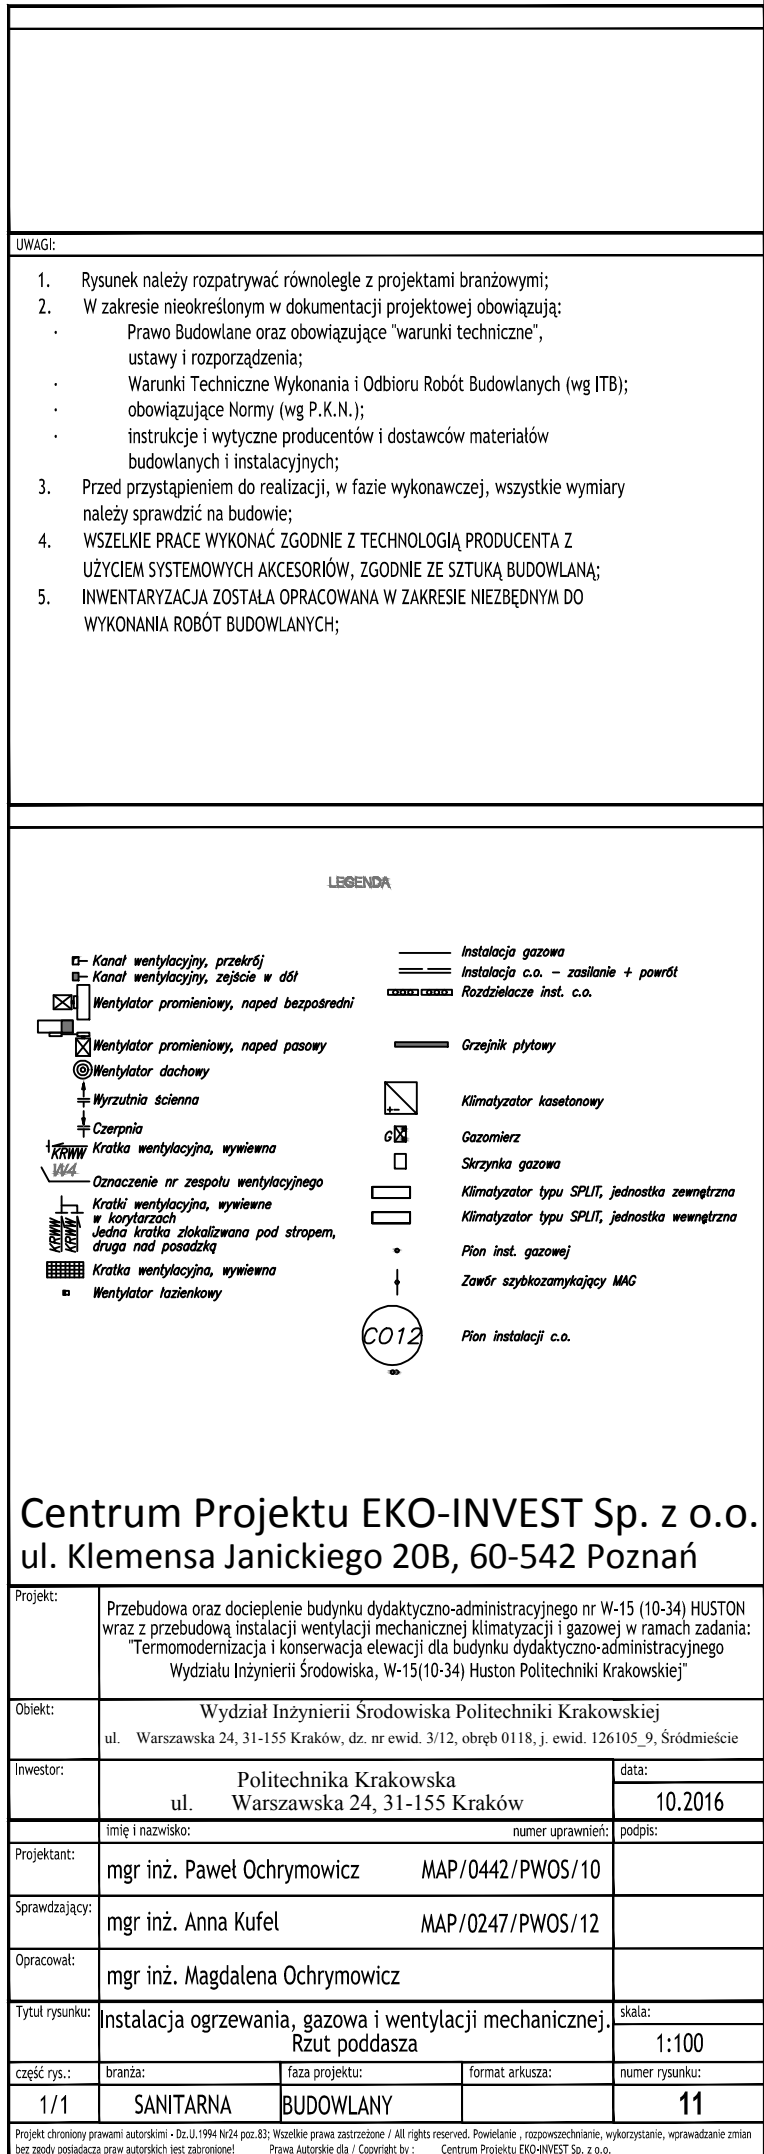 UWAGI:
1. Rysunek należy rozpatrywać równolegle z projektami branżowymi;
2. W zakresie nieokreślonym w dokumentacji projektowej obowiązują:
· Prawo Budowlane oraz obowiązujące "warunki techniczne",
ustawy i rozporządzenia;
· Warunki Techniczne Wykonania i Odbioru Robót Budowlanych (wg ITB);
· obowiązujące Normy (wg P.K.N.);
· instrukcje i wytyczne producentów i dostawców materiałów
budowlanych i instalacyjnych;
3. Przed przystąpieniem do realizacji, w fazie wykonawczej, wszystkie wymiary
należy sprawdzić na budowie;
4. WSZELKIE PRACE WYKONAĆ ZGODNIE Z TECHNOLOGIĄ PRODUCENTA Z
UŻYCIEM SYSTEMOWYCH AKCESORIÓW, ZGODNIE ZE SZTUKĄ BUDOWLANĄ;
5. INWENTARYZACJA ZOSTAŁA OPRACOWANA W ZAKRESIE NIEZBĘDNYM DO
WYKONANIA ROBÓT BUDOWLANYCH;
LEGENDA
Kanał wentylacyjny, przekrój
Kanał wentylacyjny, zejście w dół
Wentylator promieniowy, naped bezpośredni
Wentylator promieniowy, naped pasowy
Wentylator dachowy
Wyrzutnia ścienna
Czerpnia
KRWW Kratka wentylacyjna, wywiewna
W4
Oznaczenie nr zespołu wentylacyjnego
KRWW KRWW Kratki wentylacyjna, wywiewne
w korytarzach
Jedna kratka zlokalizwana pod stropem,
druga nad posadzką
Kratka wentylacyjna, wywiewna
Wentylator łazienkowy
Instalacja gazowa
Instalacja c.o. – zasilanie + powrót
Rozdzielacze inst. c.o.
Grzejnik płytowy
+− Klimatyzator kasetonowy
G Gazomierz
Skrzynka gazowa
Klimatyzator typu SPLIT, jednostka zewnętrzna
Klimatyzator typu SPLIT, jednostka wewnętrzna
Pion inst. gazowej
Zawór szybkozamykający MAG
CO12 Pion instalacji c.o.
Centrum Projektu EKO-INVEST Sp. z o.o.
ul. Klemensa Janickiego 20B, 60-542 Poznań
Projekt:
Przebudowa oraz docieplenie budynku dydaktyczno-administracyjnego nr W-15 (10-34) HUSTON
wraz z przebudową instalacji wentylacji mechanicznej klimatyzacji i gazowej w ramach zadania:
"Termomodernizacja i konserwacja elewacji dla budynku dydaktyczno-administracyjnego
Wydziału Inżynierii Środowiska, W-15(10-34) Huston Politechniki Krakowskiej"
Obiekt:
Wydział Inżynierii Środowiska Politechniki Krakowskiej
ul. Warszawska 24, 31-155 Kraków, dz. nr ewid. 3/12, obręb 0118, j. ewid. 126105_9, Śródmieście
Inwestor:
Politechnika Krakowska
ul. Warszawska 24, 31-155 Kraków
data:
10.2016
imię i nazwisko: numer uprawnień: podpis:
Projektant: mgr inż. Paweł Ochrymowicz MAP/0442/PWOS/10
Sprawdzający: mgr inż. Anna Kufel MAP/0247/PWOS/12
Opracował: mgr inż. Magdalena Ochrymowicz
Tytuł rysunku: Instalacja ogrzewania, gazowa i wentylacji mechanicznej.
Rzut poddasza
skala:
1:100
część rys.: branża: faza projektu: format arkusza: numer rysunku:
1/1 SANITARNA BUDOWLANY 11
Projekt chroniony prawami autorskimi - Dz.U.1994 Nr24 poz.83; Wszelkie prawa zastrzeżone / All rights reserved. Powielanie , rozpowszechnianie, wykorzystanie, wprowadzanie zmian
bez zgody posiadacza praw autorskich jest zabronione! Prawa Autorskie dla / Copyright by : Centrum Projektu EKO-INVEST Sp. z o.o.